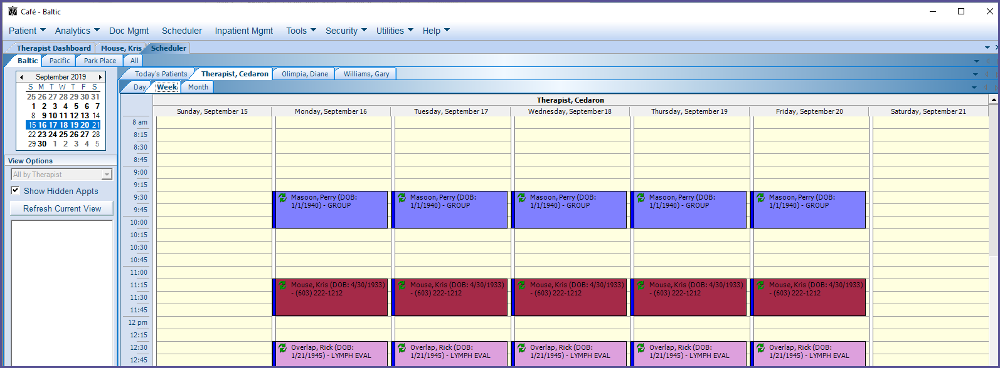 Café - Baltic
Patient Analytics Doc Mgmt Scheduler Inpatient Mgmt Tools Security Utilities Help
Therapist Dashboard Mouse, Kris Scheduler
Baltic Pacific Park Place All
September 2019
S M T W T F S
25 26 27 28 29 30 31
1 2 3 4 5 6 7
8 9 10 11 12 13 14
15 16 17 18 19 20 21
22 23 24 25 26 27 28
29 30 1 2 3 4 5
View Options
All by Therapist
Show Hidden Appts
Refresh Current View
Today's Patients Therapist, Cedaron Olimpia, Diane Williams, Gary
Day Week Month
Therapist, Cedaron
Sunday, September 15 Monday, September 16 Tuesday, September 17 Wednesday, September 18 Thursday, September 19 Friday, September 20 Saturday, September 21
8 am
8:15
8:30
8:45
9:00
9:15
9:30 Masoon, Perry (DOB: Masoon, Perry (DOB: Masoon, Perry (DOB: Masoon, Perry (DOB: Masoon, Perry (DOB:
1/1/1940) - GROUP 1/1/1940) - GROUP 1/1/1940) - GROUP 1/1/1940) - GROUP 1/1/1940) - GROUP
9:45
10:00
10:15
10:30
10:45
11:00
11:15 Mouse, Kris (DOB: 4/30/1933) Mouse, Kris (DOB: 4/30/1933) Mouse, Kris (DOB: 4/30/1933) Mouse, Kris (DOB: 4/30/1933) Mouse, Kris (DOB: 4/30/1933)
- (603) 222-1212 - (603) 222-1212 - (603) 222-1212 - (603) 222-1212 - (603) 222-1212
11:30
11:45
12 pm
12:15
12:30 Overlap, Rick (DOB: Overlap, Rick (DOB: Overlap, Rick (DOB: Overlap, Rick (DOB: Overlap, Rick (DOB:
1/21/1945) - LYMPH EVAL 1/21/1945) - LYMPH EVAL 1/21/1945) - LYMPH EVAL 1/21/1945) - LYMPH EVAL 1/21/1945) - LYMPH EVAL
12:45